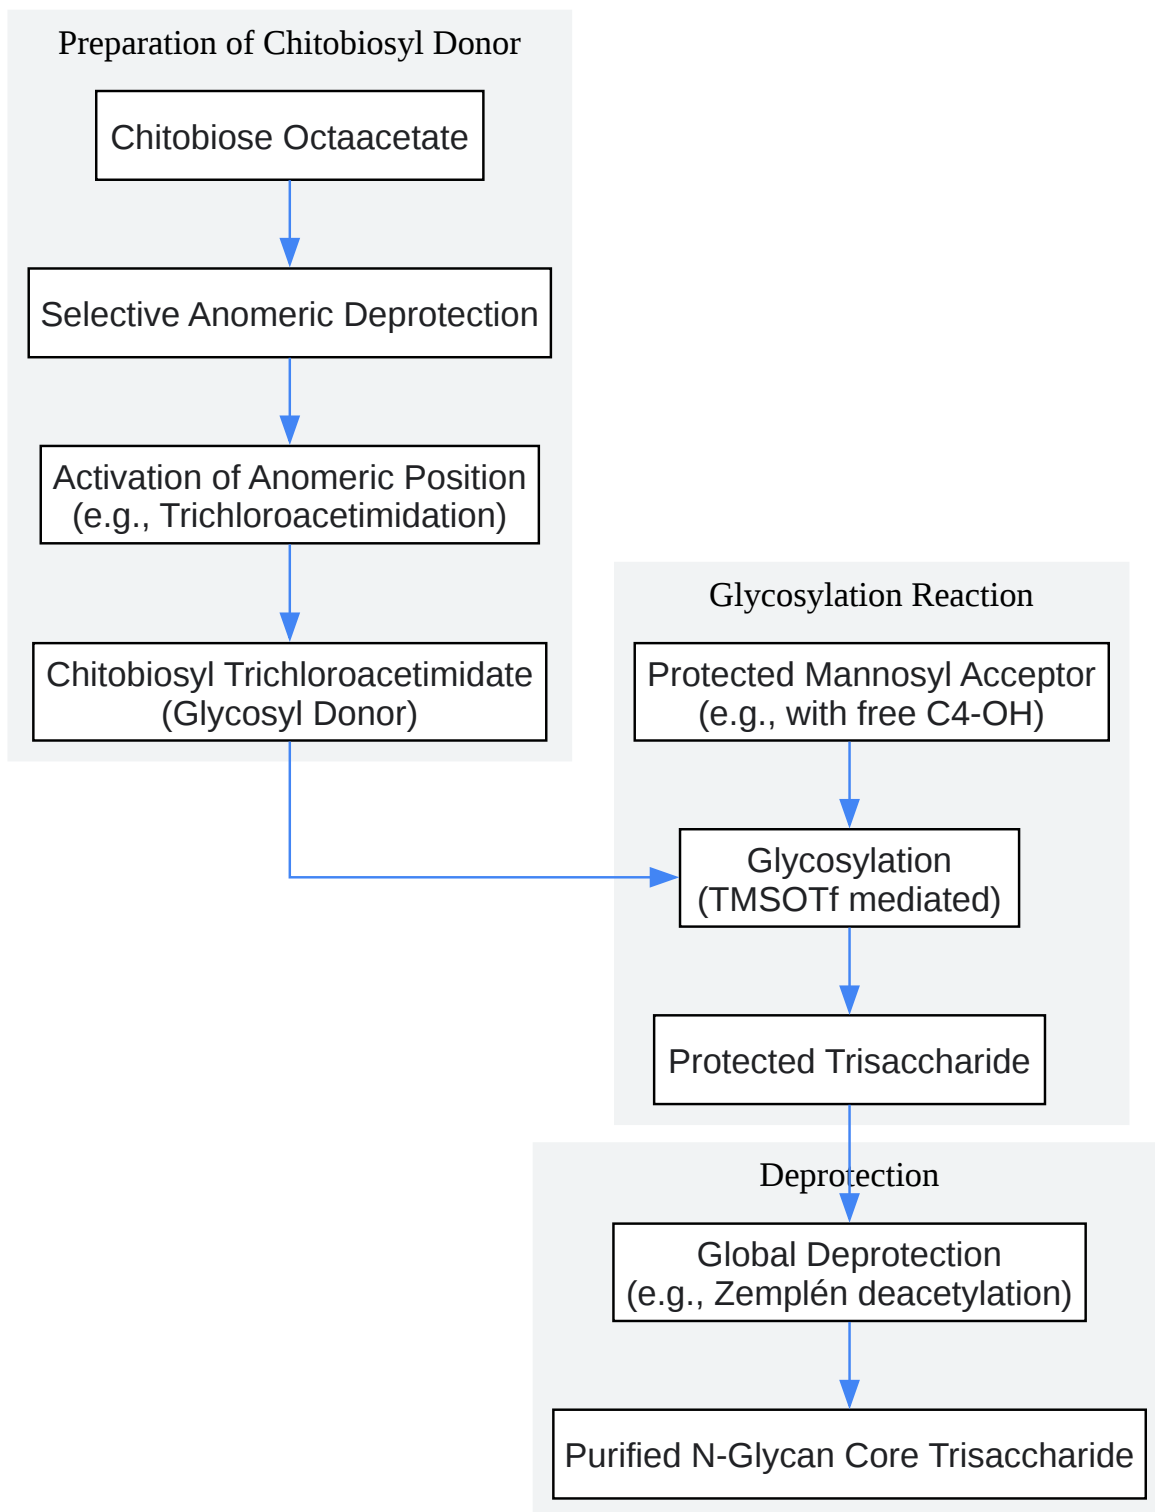 Preparation of Chitobiosyl Donor
Chitobiose Octaacetate
Selective Anomeric Deprotection
Activation of Anomeric Position
(e.g., Trichloroacetimidation)
Chitobiosyl Trichloroacetimidate
(Glycosyl Donor)
Glycosylation Reaction
Protected Mannosyl Acceptor
(e.g., with free C4-OH)
Glycosylation
(TMSOTf mediated)
Protected Trisaccharide
Deprotection
Global Deprotection
(e.g., Zemplén deacetylation)
Purified N-Glycan Core Trisaccharide